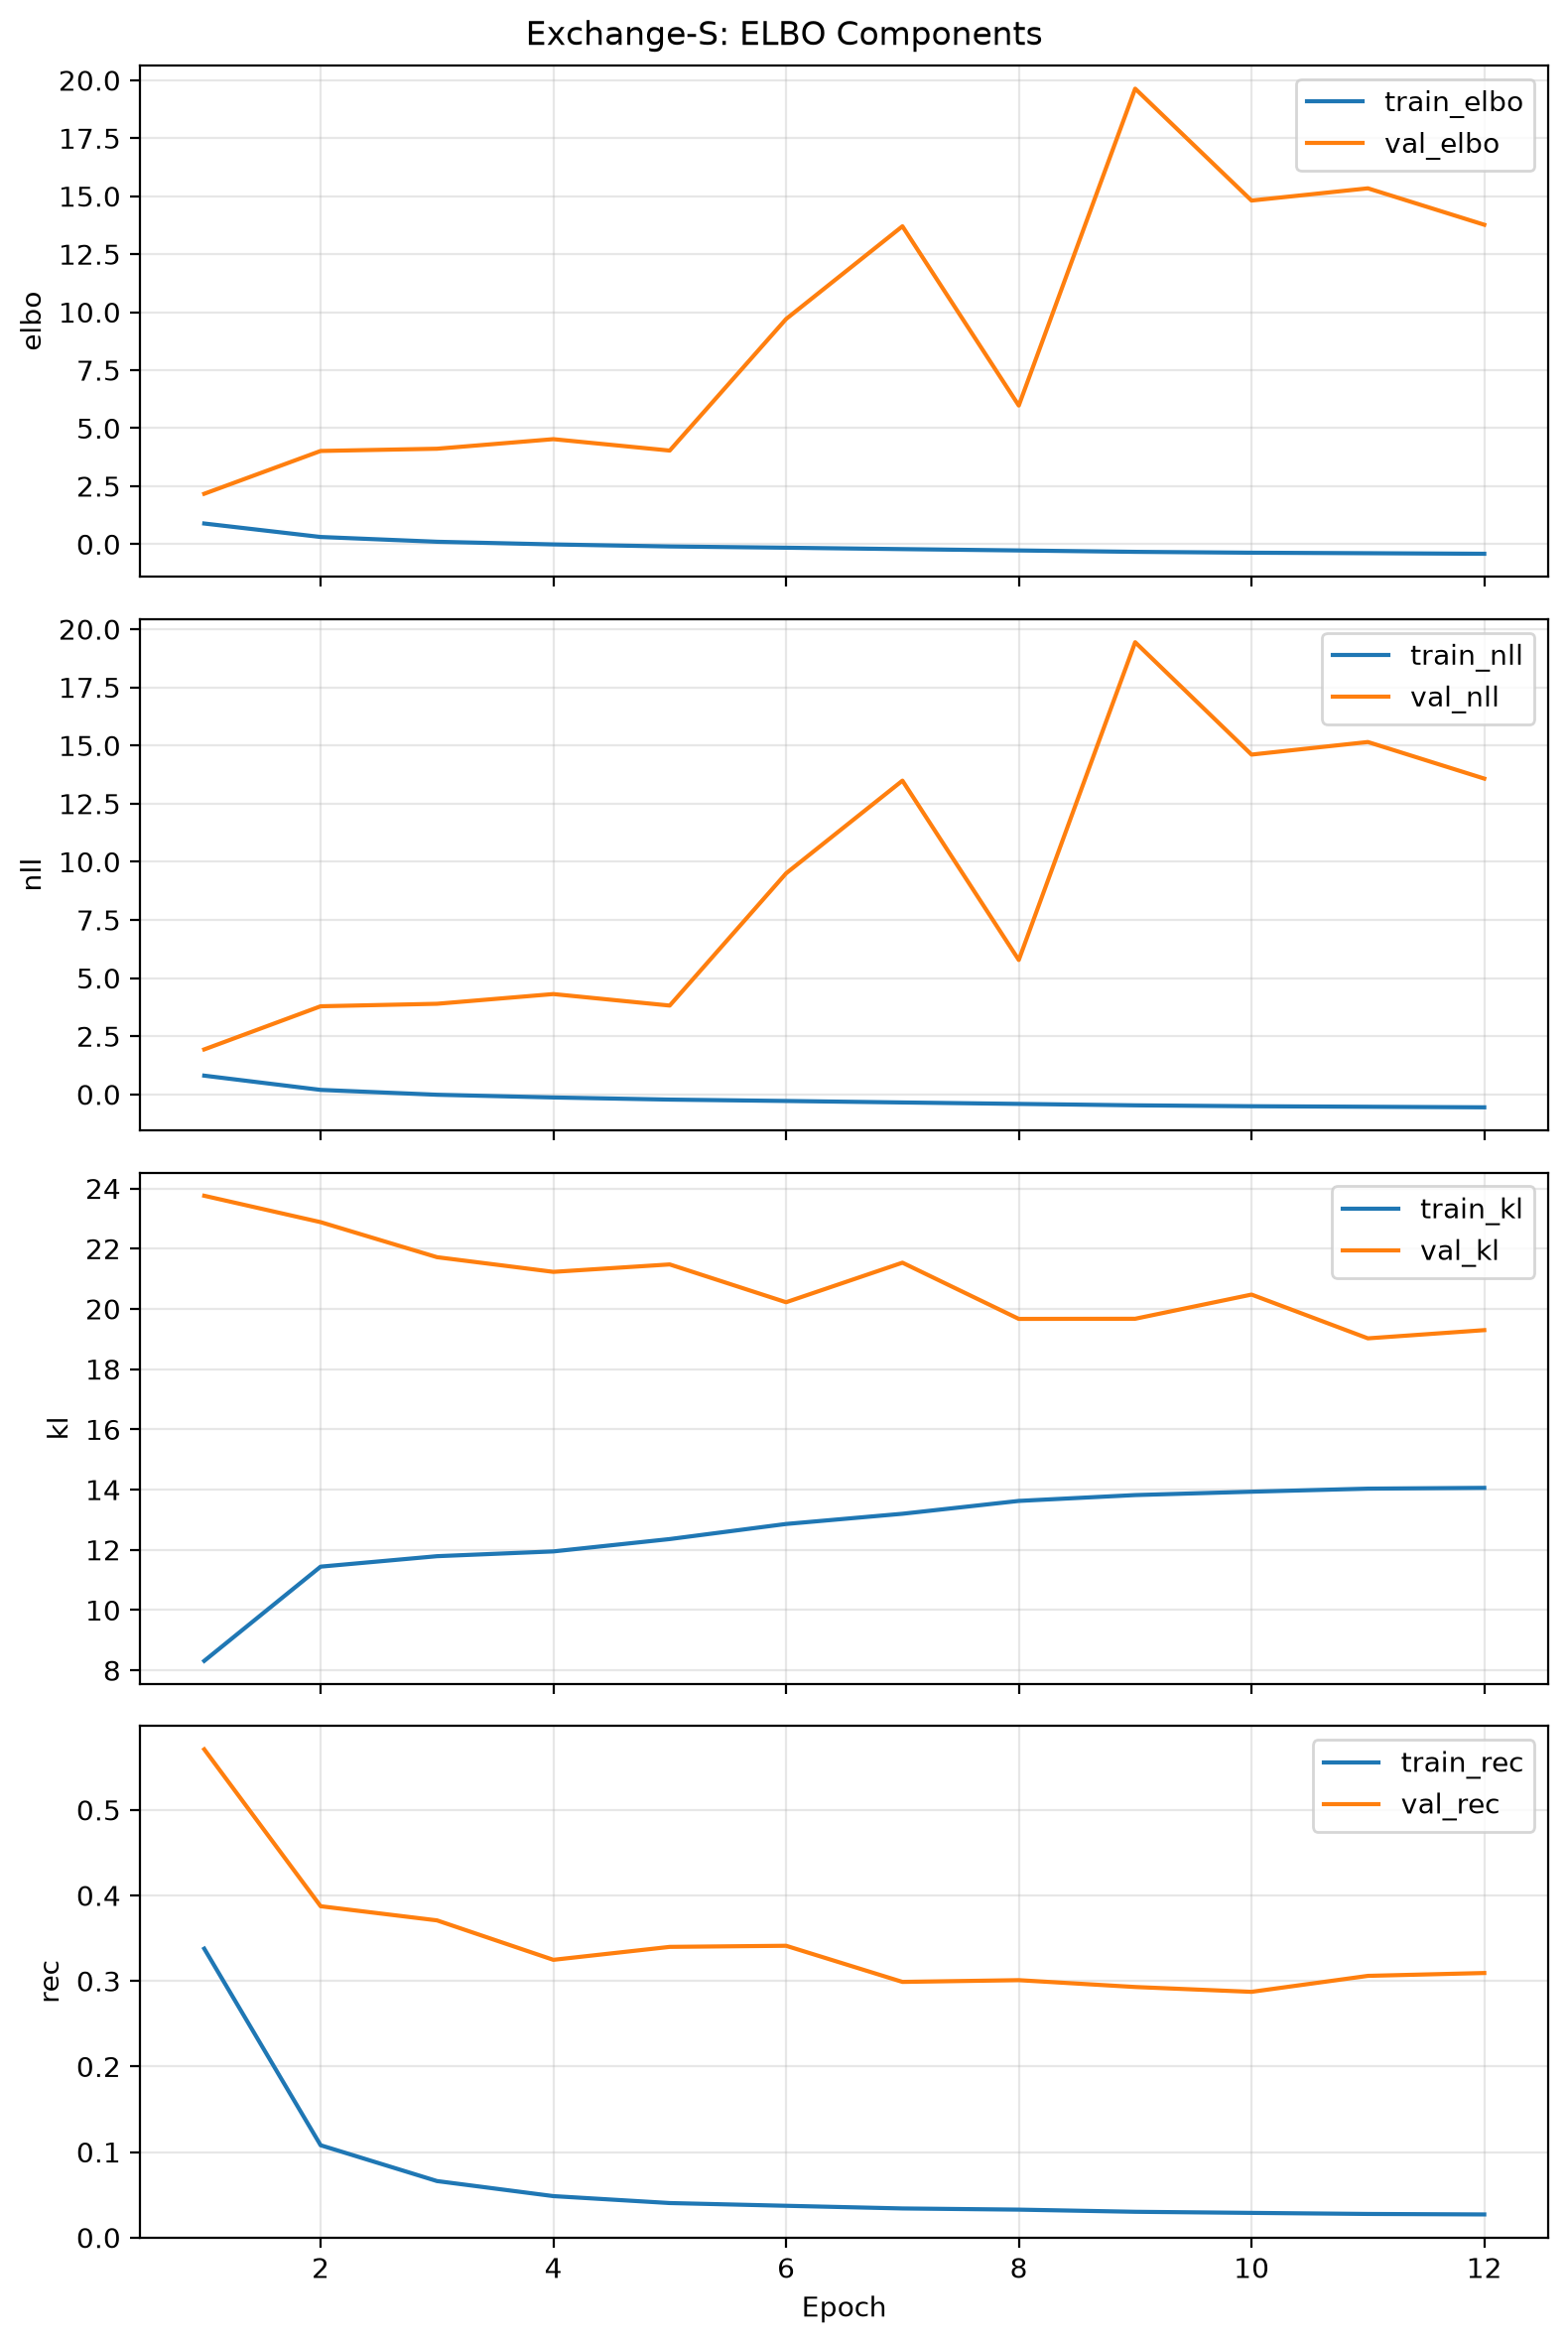 Exchange-S: ELBO Components
20.0
17.5
15.0
12.5
10.0
7.5
5.0
2.5
0.0
elbo
train_elbo
val_elbo
20.0
17.5
15.0
12.5
10.0
7.5
5.0
2.5
0.0
nll
train_nll
val_nll
24
22
20
18
16
14
12
10
8
kl
train_kl
val_kl
0.5
0.4
0.3
0.2
0.1
0.0
rec
train_rec
val_rec
2 4 6 8 10 12
Epoch